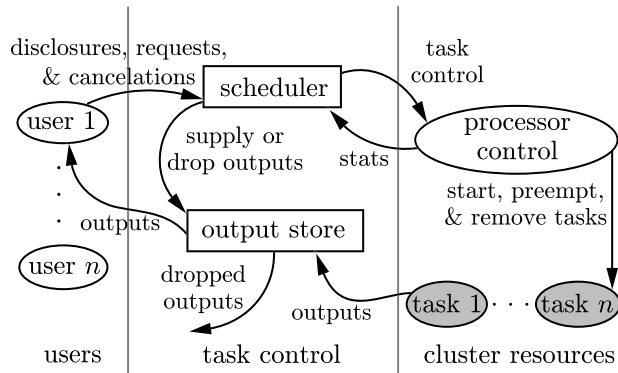 disclosures, requests,
& cancelations
user 1
outputs
user n
users
scheduler
supply or
drop outputs
output store
dropped
outputs
outputs
task control
task
control
stats
processor
control
start, preempt,
& remove tasks
task 1 · · · task n
cluster resources